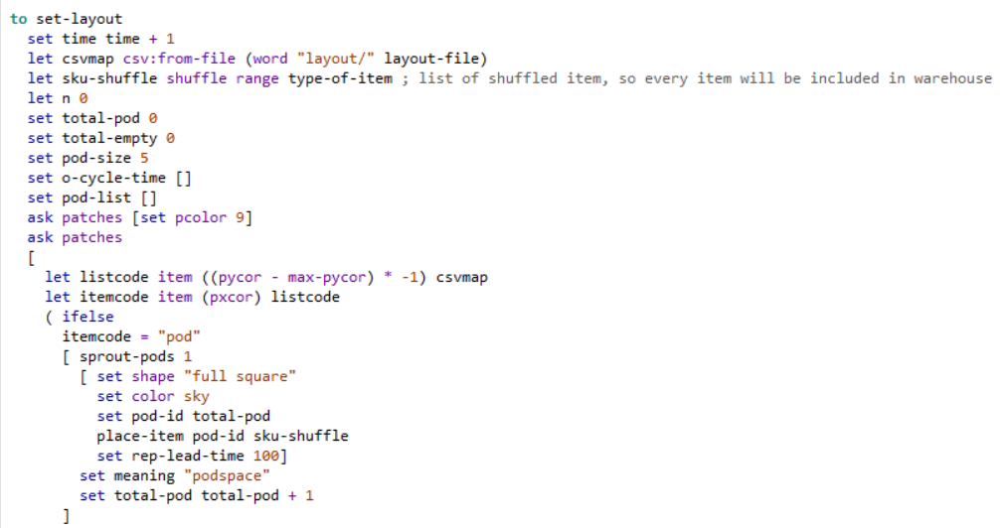 to set-layout
  set time time + 1
  let csvmap csv:from-file (word "layout/" layout-file)
  let sku-shuffle shuffle range type-of-item ; list of shuffled item, so every item will be included in warehouse
  let n 0
  set total-pod 0
  set total-empty 0
  set pod-size 5
  set o-cycle-time []
  set pod-list []
  ask patches [set pcolor 9]
  ask patches
  [
    let listcode item ((pycor - max-pycor) * -1) csvmap
    let itemcode item (pxcor) listcode
    ( ifelse
      itemcode = "pod"
      [ sprout-pods 1
        [ set shape "full square"
          set color sky
          set pod-id total-pod
          place-item pod-id sku-shuffle
          set rep-lead-time 100]
        set meaning "podspace"
        set total-pod total-pod + 1
      ]